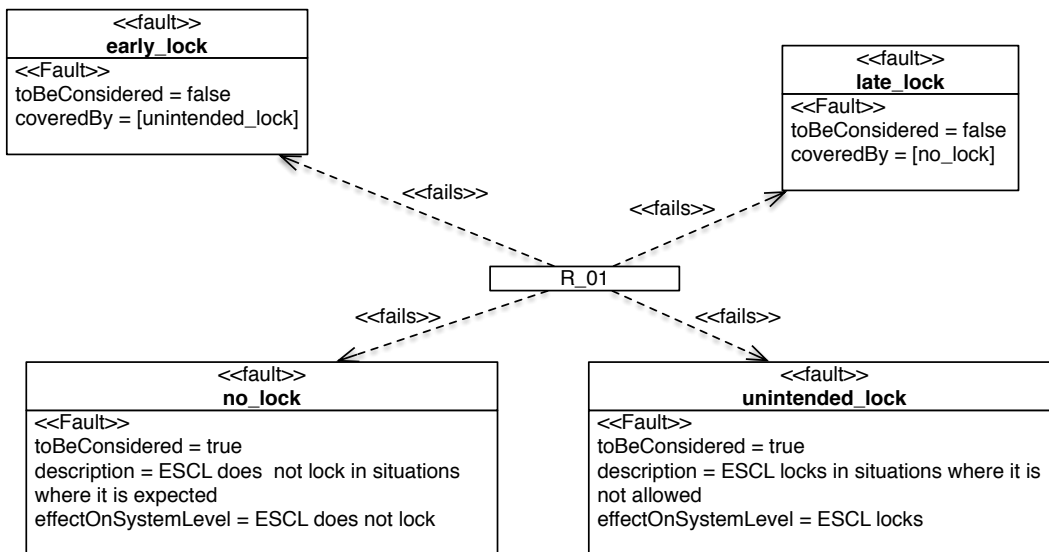 <<fault>>
early_lock
<<Fault>>
toBeConsidered = false
coveredBy = [unintended_lock]
<<fault>>
late_lock
<<Fault>>
toBeConsidered = false
coveredBy = [no_lock]
<<fails>>
<<fails>>
R_01
<<fails>>
<<fails>>
<<fault>>
no_lock
<<Fault>>
toBeConsidered = true
description = ESCL does  not lock in situations
where it is expected
effectOnSystemLevel = ESCL does not lock
<<fault>>
unintended_lock
<<Fault>>
toBeConsidered = true
description = ESCL locks in situations where it is
not allowed
effectOnSystemLevel = ESCL locks